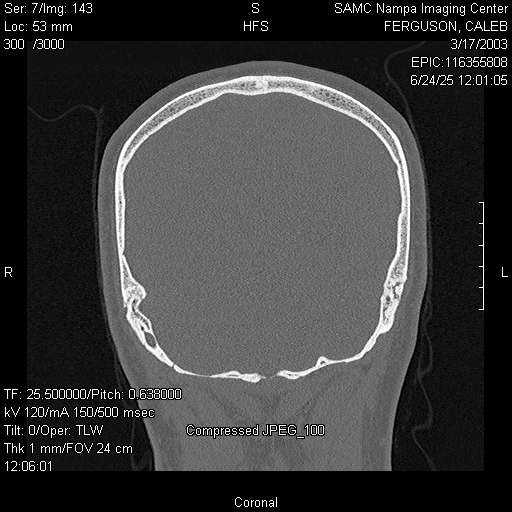 Ser: 7/Img: 143
Loc: 53 mm
300 /3000
S
HFS
SAMC Nampa Imaging Center
FERGUSON, CALEB
3/17/2003
EPIC:116355808
6/24/25 12:01:05
R
L
TF: 25.500000/Pitch: 0.638000
kV 120/mA 150/500 msec
Tilt: 0/Oper: TLW
Thk 1 mm/FOV 24 cm
12:06:01
Compressed JPEG_100
Coronal